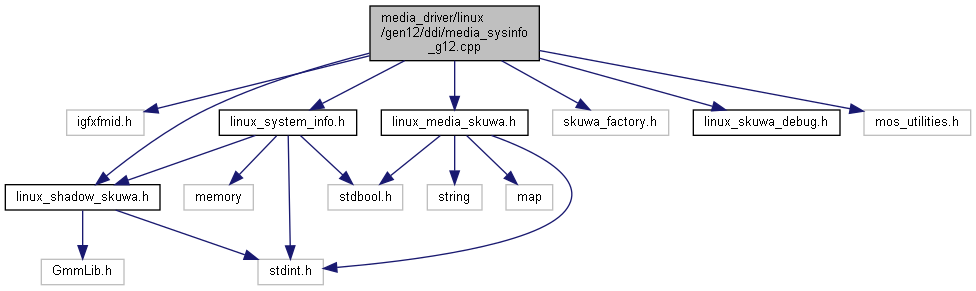 media_driver/linux
/gen12/ddi/media_sysinfo
_g12.cpp
igfxfmid.h
linux_system_info.h
linux_media_skuwa.h
skuwa_factory.h
linux_skuwa_debug.h
mos_utilities.h
linux_shadow_skuwa.h
memory
stdbool.h
string
map
GmmLib.h
stdint.h